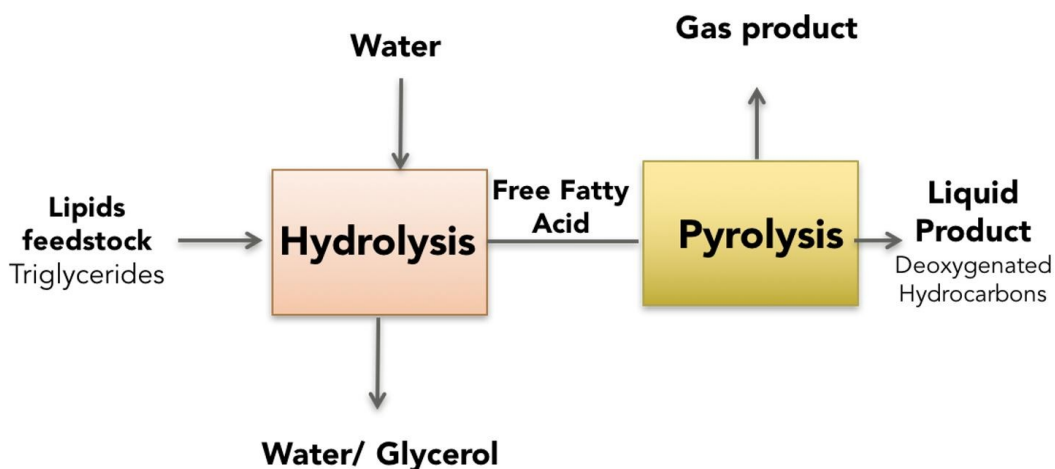 Water
Gas product
Lipids
feedstock
Triglycerides
Hydrolysis
Free Fatty
Acid
Pyrolysis
Liquid
Product
Deoxygenated
Hydrocarbons
Water/ Glycerol